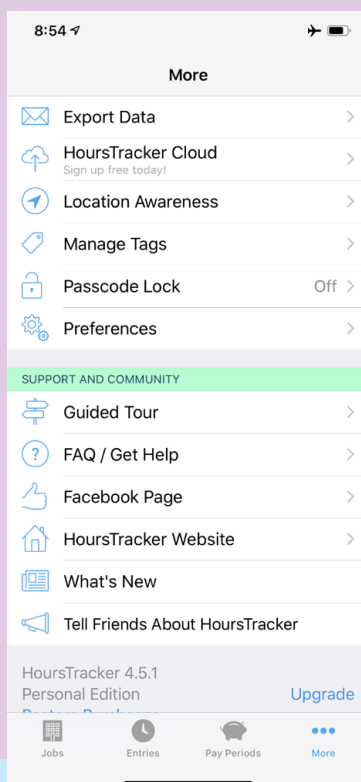 8:54
More
Export Data
HoursTracker Cloud
Sign up free today!
Location Awareness
Manage Tags
Passcode Lock Off
Preferences
SUPPORT AND COMMUNITY
Guided Tour
? FAQ / Get Help
Facebook Page
HoursTracker Website
What's New
Tell Friends About HoursTracker
HoursTracker 4.5.1
Personal Edition Upgrade
Restore Purchases
Jobs Entries Pay Periods More